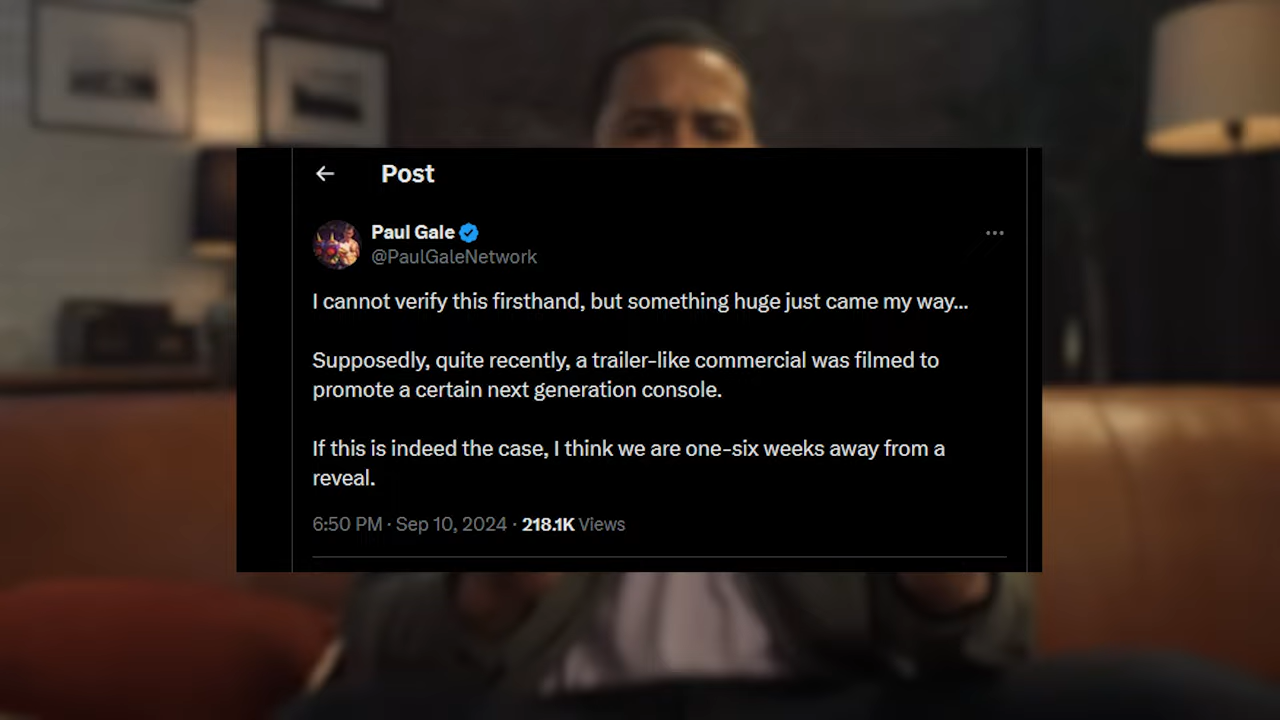 Post
Paul Gale
@PaulGaleNetwork
I cannot verify this firsthand, but something huge just came my way...
Supposedly, quite recently, a trailer-like commercial was filmed to
promote a certain next generation console.
If this is indeed the case, I think we are one-six weeks away from a
reveal.
6:50 PM · Sep 10, 2024 · 218.1K Views